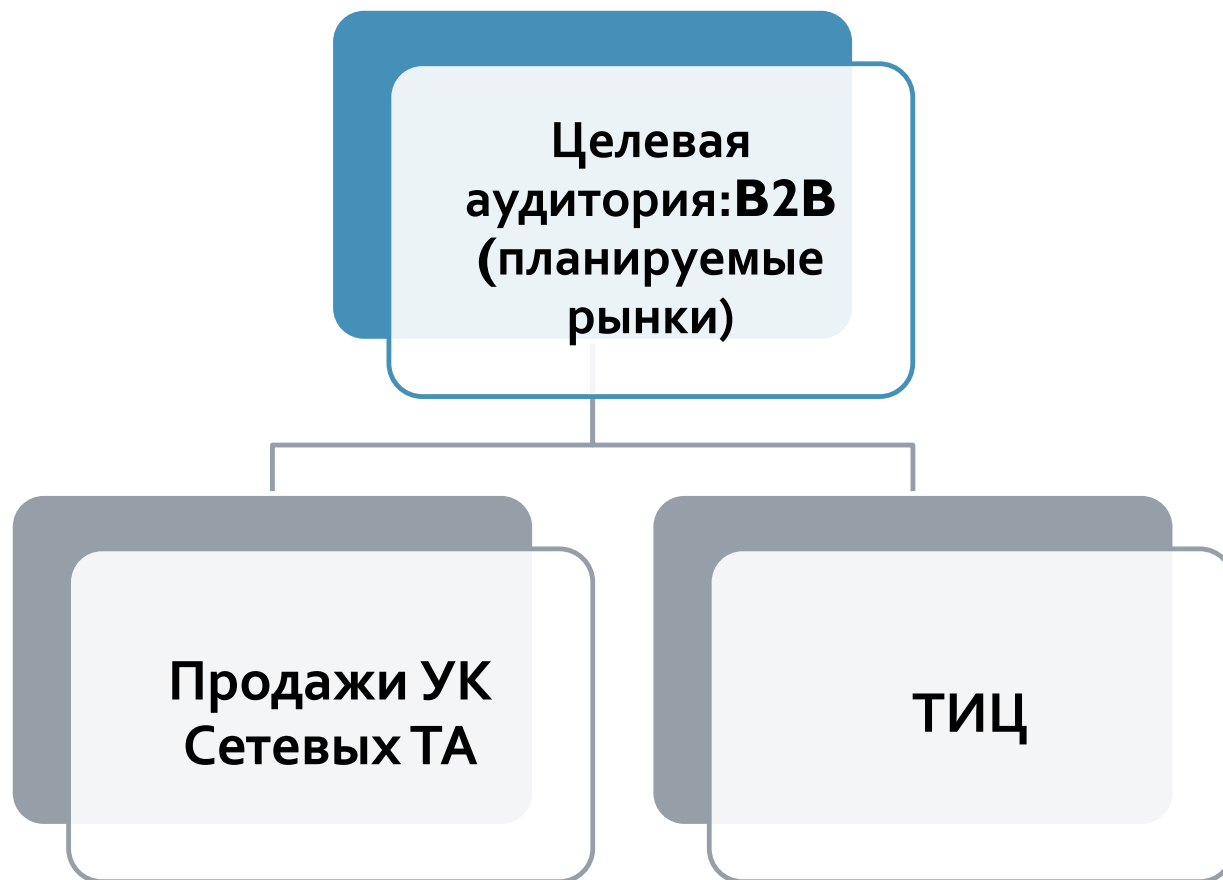 Целевая
аудитория:B2B
(планируемые
рынки)
Продажи УК
Сетевых ТА
ТИЦ